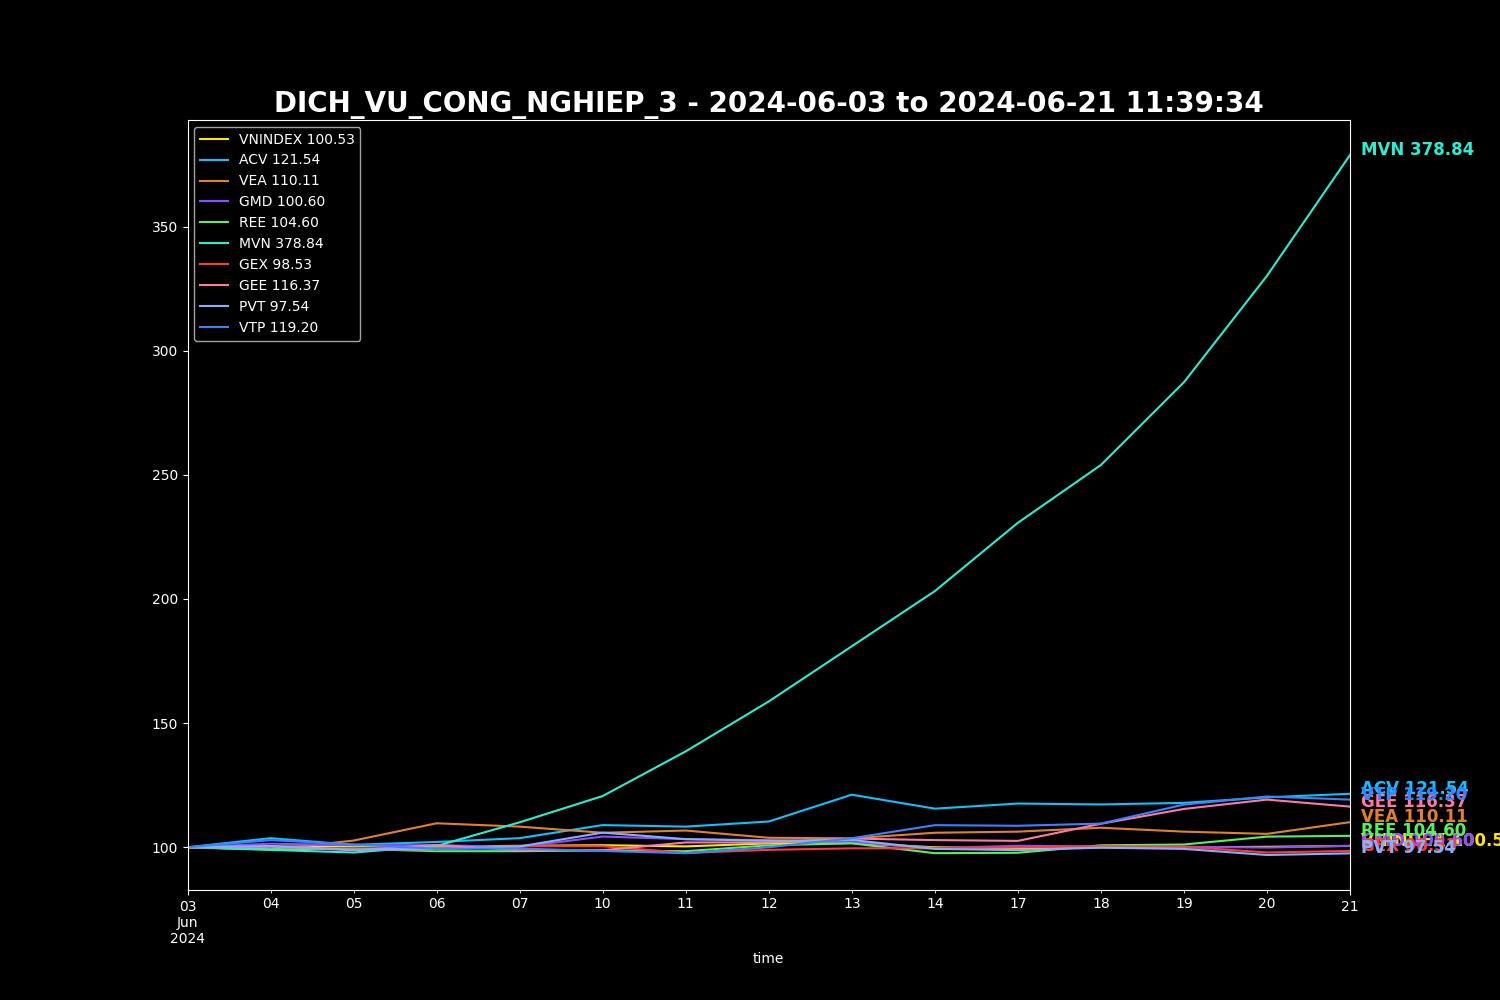 DICH_VU_CONG_NGHIEP_3 - 2024-06-03 to 2024-06-21 11:39:34
VNINDEX 100.53
ACV 121.54
VEA 110.11
GMD 100.60
REE 104.60
MVN 378.84
GEX 98.53
GEE 116.37
PVT 97.54
VTP 119.20
MVN 378.84
350
300
250
200
150
100
ACV 121.54
VTP 119.20
GEE 116.37
VEA 110.11
REE 104.60
PVT 97.54
03
Jun
2024
04
05
06
07
10
11
12
13
14
17
18
19
20
21
time